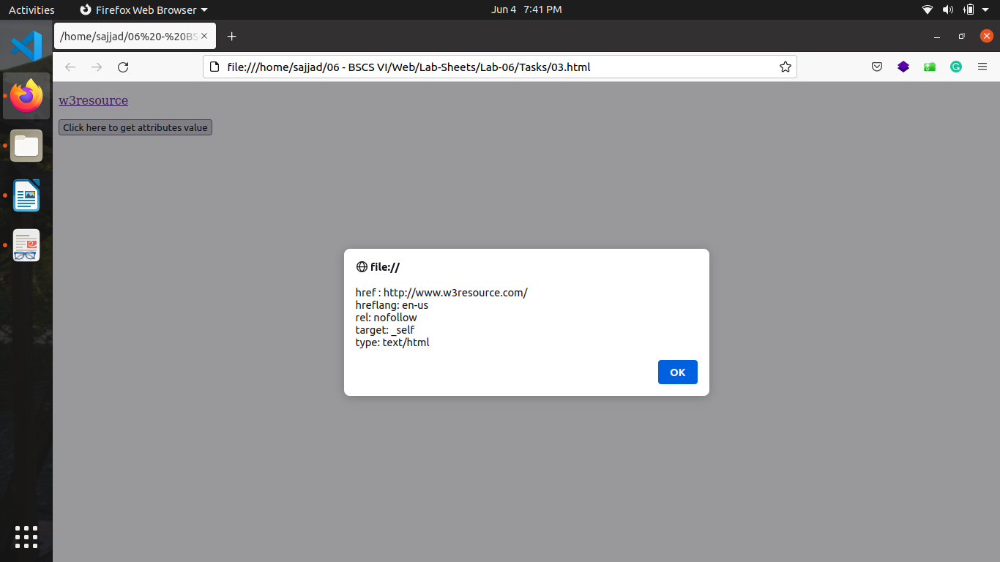 Activities
Firefox Web Browser
Jun 4 7:41 PM
/home/sajjad/06%20-%20BS
file:///home/sajjad/06 - BSCS VI/Web/Lab-Sheets/Lab-06/Tasks/03.html
w3resource
Click here to get attributes value
file://
href : http://www.w3resource.com/
hreflang: en-us
rel: nofollow
target: _self
type: text/html
OK